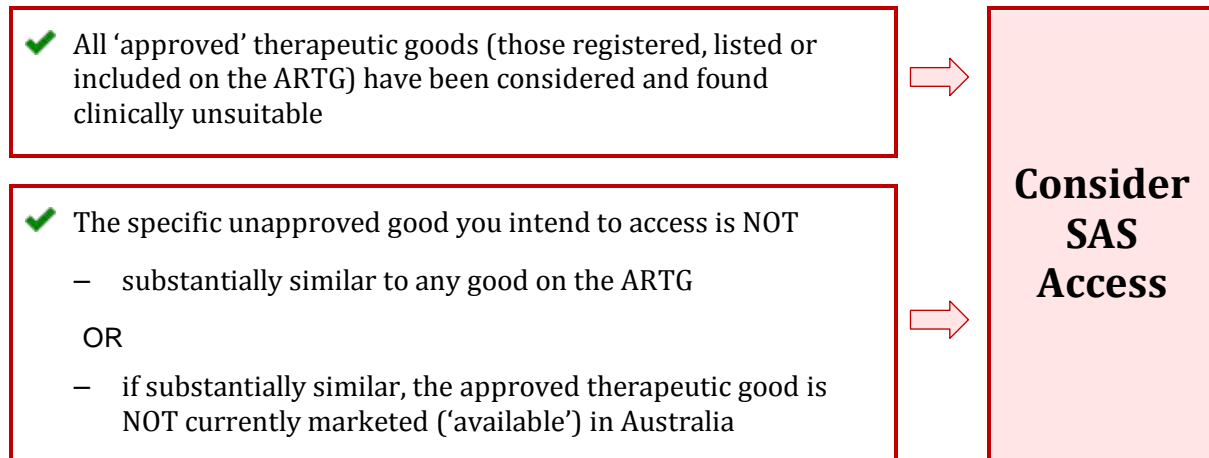 All ‘approved’ therapeutic goods (those registered, listed or
included on the ARTG) have been considered and found
clinically unsuitable
The specific unapproved good you intend to access is NOT
– substantially similar to any good on the ARTG
OR
– if substantially similar, the approved therapeutic good is
NOT currently marketed (‘available’) in Australia
Consider
SAS
Access